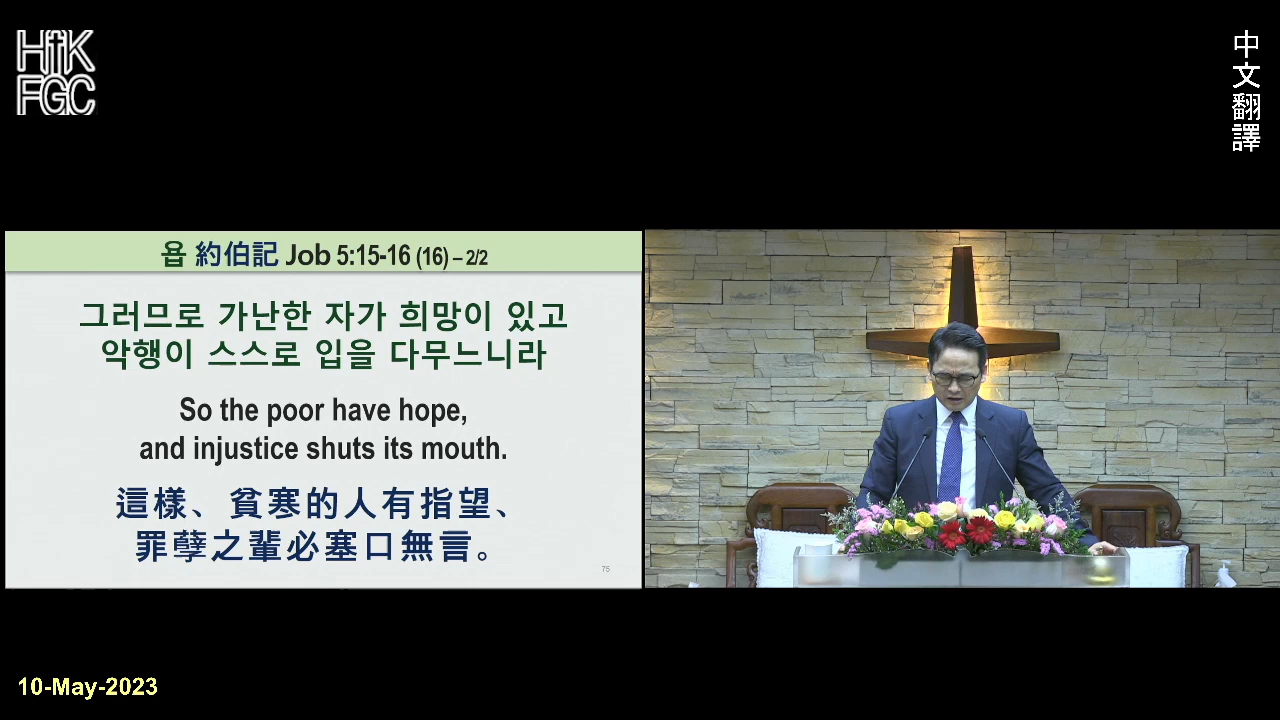 HfK
FGC
中文翻譯
욥 約伯記 Job 5:15-16 (16) – 2/2
그러므로 가난한 자가 희망이 있고
악행이 스스로 입을 다무느니라
So the poor have hope,
and injustice shuts its mouth.
這樣、貧寒的人有指望、
罪孽之輩必塞口無言。
75
10-May-2023